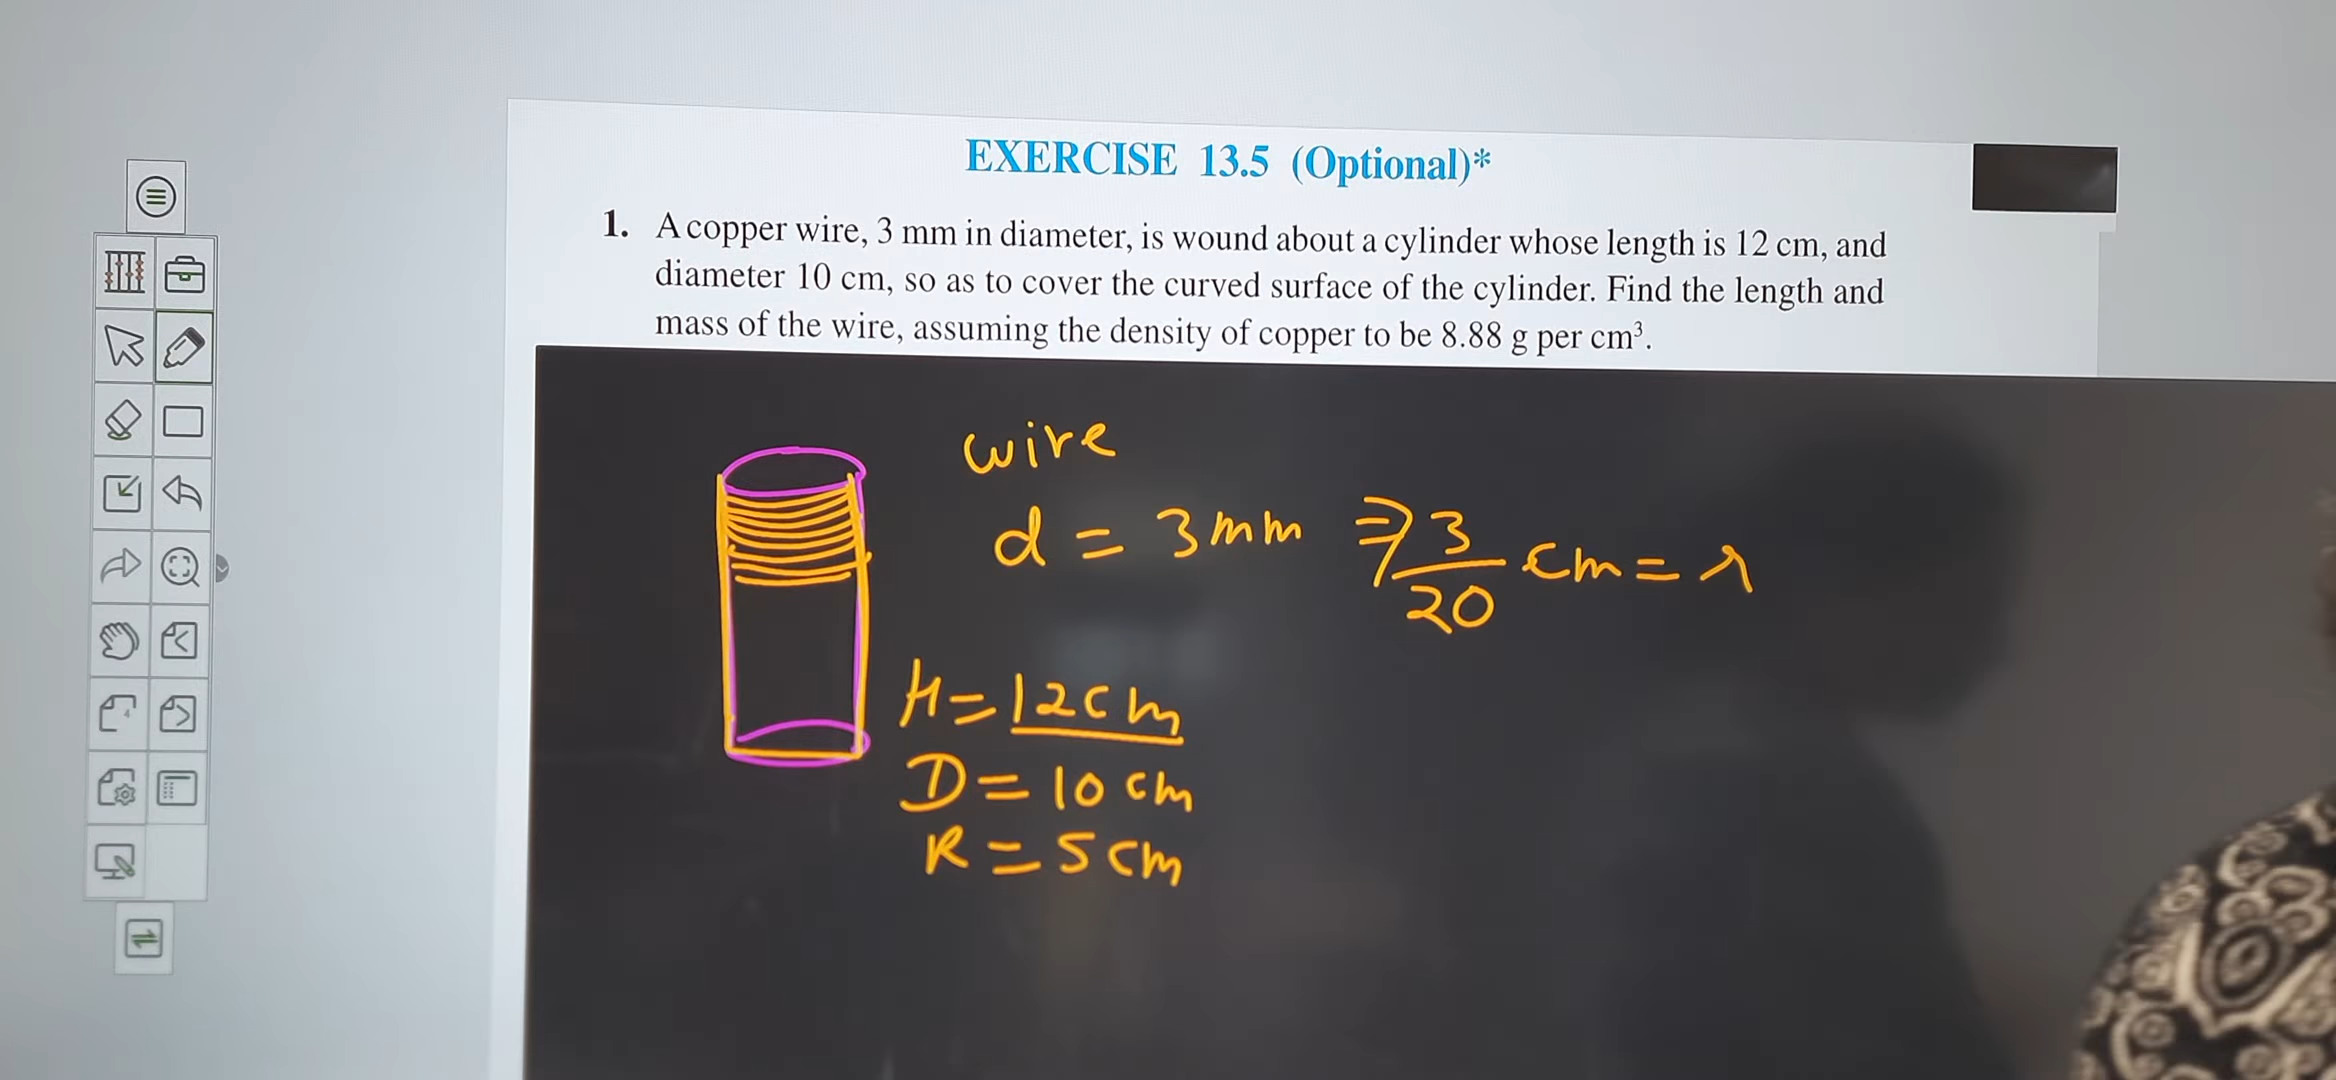 EXERCISE 13.5 (Optional)*
1. A copper wire, 3 mm in diameter, is wound about a cylinder whose length is 12 cm, and
diameter 10 cm, so as to cover the curved surface of the cylinder. Find the length and
mass of the wire, assuming the density of copper to be 8.88 g per cm³.
wire
d = 3mm ⇒ 3/20 cm = r
H = 12cm
D = 10 cm
R = 5 cm